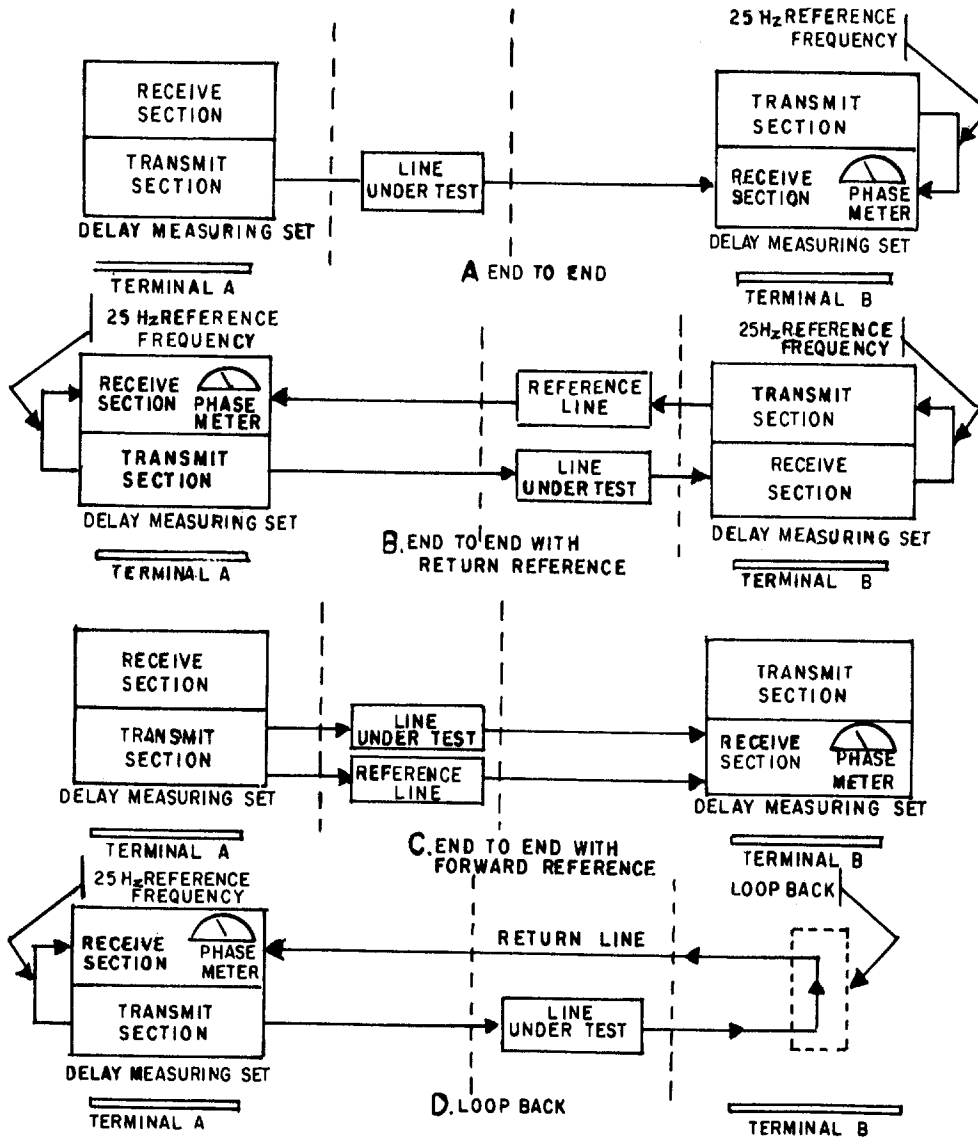 25 Hz REFERENCE
FREQUENCY
RECEIVE
SECTION
TRANSMIT
SECTION
DELAY MEASURING SET
LINE
UNDER TEST
TRANSMIT
SECTION
RECEIVE
SECTION
PHASE
METER
DELAY MEASURING SET
TERMINAL A
A END TO END
TERMINAL B
25 Hz REFERENCE
FREQUENCY
RECEIVE
SECTION
PHASE
METER
TRANSMIT
SECTION
DELAY MEASURING SET
REFERENCE
LINE
LINE
UNDER TEST
25Hz REFERENCE
FREQUENCY
TRANSMIT
SECTION
RECEIVE
SECTION
DELAY MEASURING SET
TERMINAL A
B. END TO END WITH
RETURN REFERENCE
TERMINAL B
RECEIVE
SECTION
TRANSMIT
SECTION
DELAY MEASURING SET
LINE
UNDER TEST
REFERENCE
LINE
TRANSMIT
SECTION
RECEIVE
SECTION
PHASE
METER
DELAY MEASURING SET
TERMINAL A
C. END TO END WITH
FORWARD REFERENCE
TERMINAL B
25 Hz REFERENCE
FREQUENCY
RECEIVE
SECTION
PHASE
METER
TRANSMIT
SECTION
DELAY MEASURING SET
RETURN LINE
LINE
UNDER TEST
LOOP BACK
TERMINAL A
D. LOOP BACK
TERMINAL B